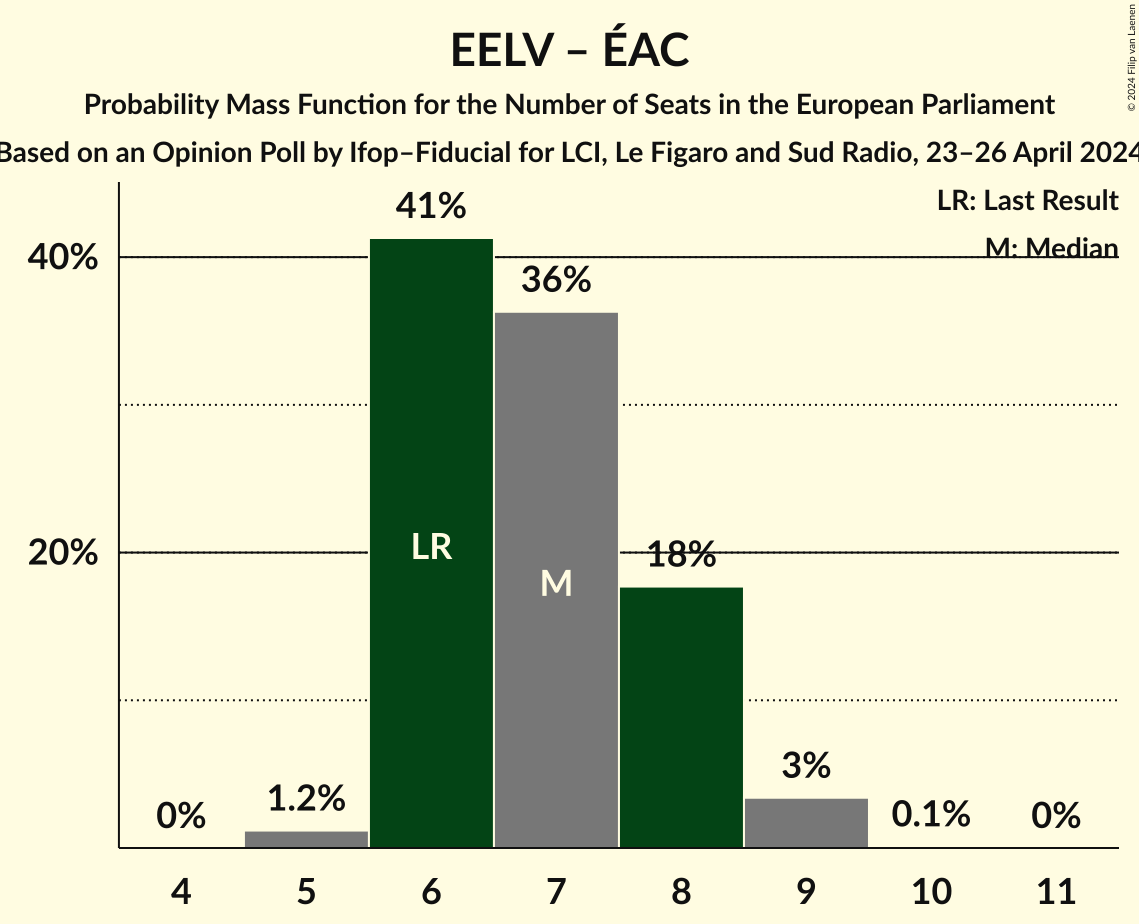 EELV – ÉAC
Probability Mass Function for the Number of Seats in the European Parliament
Based on an Opinion Poll by Ifop–Fiducial for LCI, Le Figaro and Sud Radio, 23–26 April 2024
© 2024 Filip van Laenen
LR: Last Result
M: Median
41%
40%
36%
LR
20%
18%
M
3%
1.2%
0%
0.1%
0%
4 5 6 7 8 9 10 11